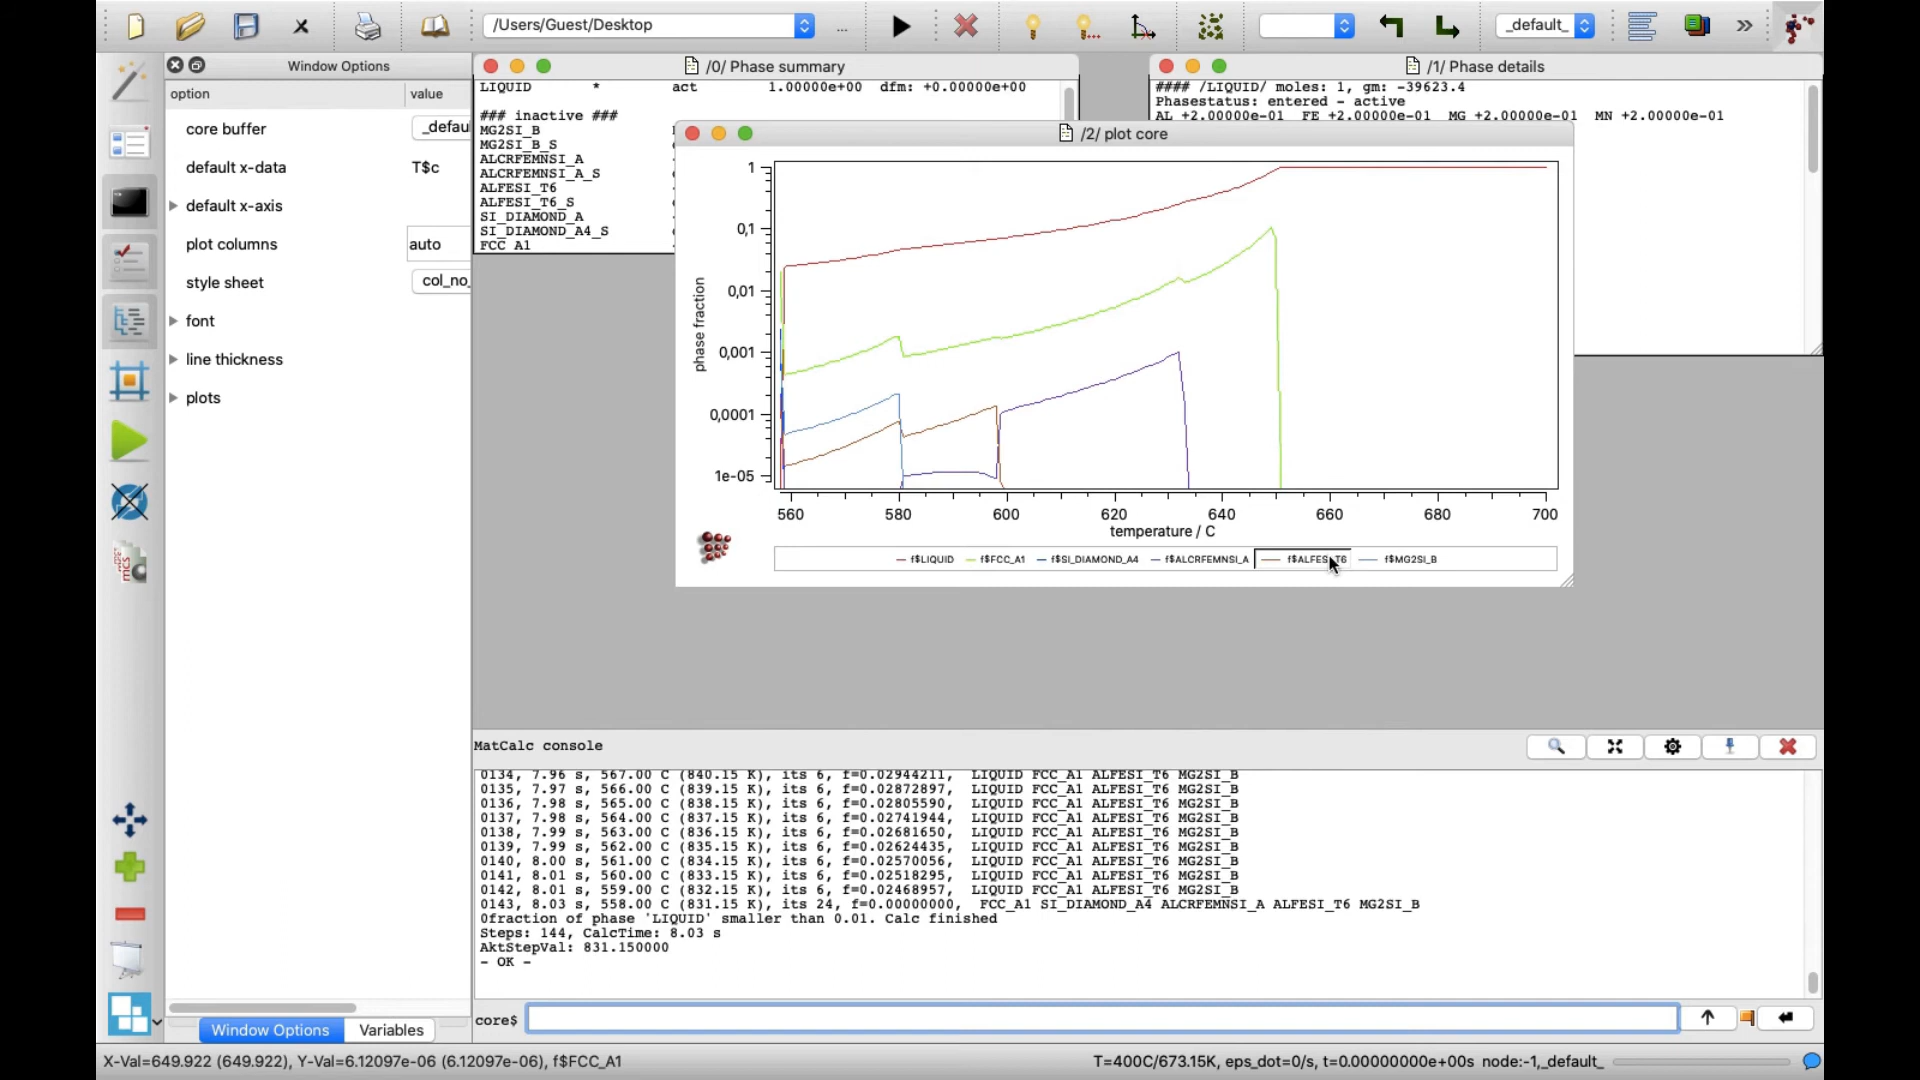 /Users/Guest/Desktop
...
_default_
»
Window Options
option
value
core buffer
_defau
default x-data
T$c
default x-axis
plot columns
auto
style sheet
col_no_
font
line thickness
plots
Window Options
Variables
/0/ Phase summary
LIQUID * act 1.00000e+00 dfm: +0.00000e+00
### inactive ###
MG2SI_B
MG2SI_B_S
ALCRFEMNSI_A
ALCRFEMNSI_A_S
ALFESI_T6
ALFESI_T6_S
SI_DIAMOND_A
SI_DIAMOND_A4_S
FCC_A1
/1/ Phase details
#### /LIQUID/ moles: 1, gm: -39623.4
Phasestatus: entered - active
AL +2.00000e-01 FE +2.00000e-01 MG +2.00000e-01 MN +2.00000e-01
/2/ plot core
phase fraction
1
0,1
0,01
0,001
0,0001
1e-05
560 580 600 620 640 660 680 700
temperature / C
f$LIQUID f$FCC_A1 f$SI_DIAMOND_A4 f$ALCRFEMNSI_A f$ALFESI_T6 f$MG2SI_B
mcs
MatCalc console
0134, 7.96 s, 567.00 C (840.15 K), its 6, f=0.02944211, LIQUID FCC_A1 ALFESI_T6 MG2SI_B
0135, 7.97 s, 566.00 C (839.15 K), its 6, f=0.02872897, LIQUID FCC_A1 ALFESI_T6 MG2SI_B
0136, 7.98 s, 565.00 C (838.15 K), its 6, f=0.02805590, LIQUID FCC_A1 ALFESI_T6 MG2SI_B
0137, 7.98 s, 564.00 C (837.15 K), its 6, f=0.02741944, LIQUID FCC_A1 ALFESI_T6 MG2SI_B
0138, 7.99 s, 563.00 C (836.15 K), its 6, f=0.02681650, LIQUID FCC_A1 ALFESI_T6 MG2SI_B
0139, 7.99 s, 562.00 C (835.15 K), its 6, f=0.02624435, LIQUID FCC_A1 ALFESI_T6 MG2SI_B
0140, 8.00 s, 561.00 C (834.15 K), its 6, f=0.02570056, LIQUID FCC_A1 ALFESI_T6 MG2SI_B
0141, 8.01 s, 560.00 C (833.15 K), its 6, f=0.02518295, LIQUID FCC_A1 ALFESI_T6 MG2SI_B
0142, 8.01 s, 559.00 C (832.15 K), its 6, f=0.02468957, LIQUID FCC_A1 ALFESI_T6 MG2SI_B
0143, 8.03 s, 558.00 C (831.15 K), its 24, f=0.00000000, FCC_A1 SI_DIAMOND_A4 ALCRFEMNSI_A ALFESI_T6 MG2SI_B
0fraction of phase 'LIQUID' smaller than 0.01. Calc finished
Steps: 144, CalcTime: 8.03 s
AktStepVal: 831.150000
- OK -
core$
X-Val=649.922 (649.922), Y-Val=6.12097e-06 (6.12097e-06), f$FCC_A1
T=400C/673.15K, eps_dot=0/s, t=0.00000000e+00s node:-1,_default_